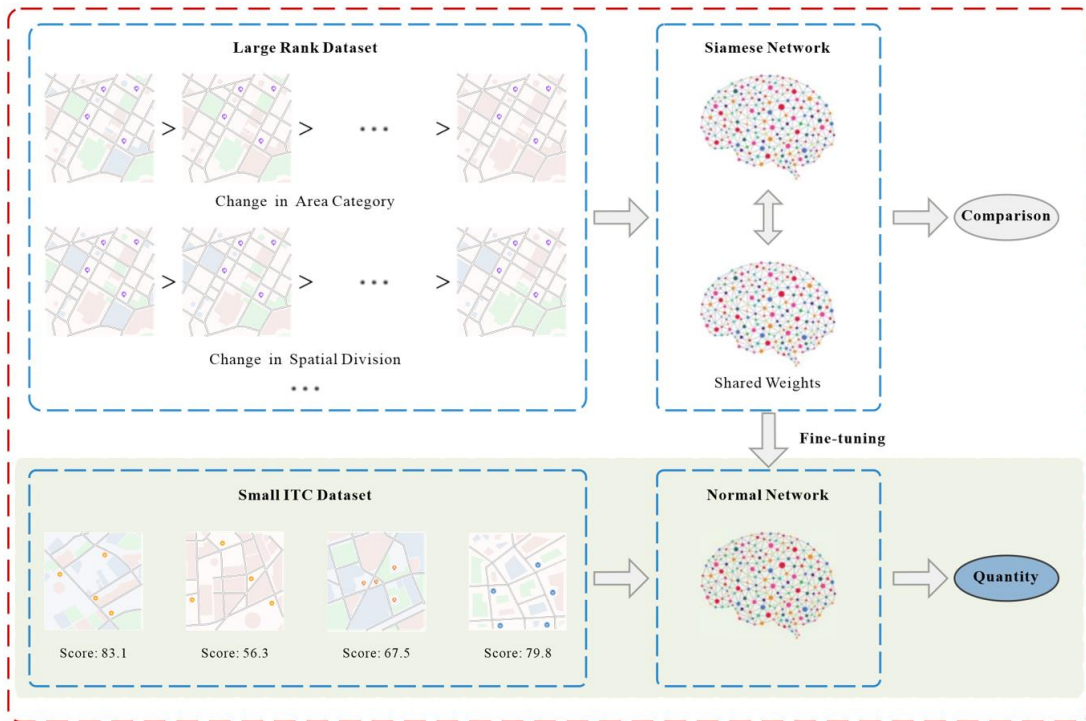 Large Rank Dataset
> > ••• >
Change in Area Category
> > ••• >
Change in Spatial Division
•••
Siamese Network
Shared Weights
Comparison
Fine-tuning
Small ITC Dataset
Score: 83.1 Score: 56.3 Score: 67.5 Score: 79.8
Normal Network
Quantity